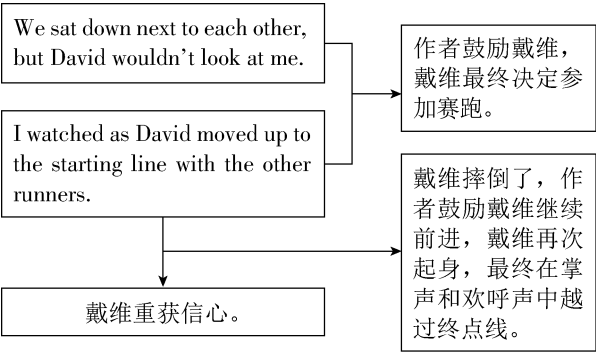 We sat down next to each other,
but David wouldn't look at me.
作者鼓励戴维，
戴维最终决定参
加赛跑。
I watched as David moved up to
the starting line with the other
runners.
戴维摔倒了，作
者鼓励戴维继续
前进，戴维再次
起身，最终在掌
声和欢呼声中越
过终点线。
戴维重获信心。